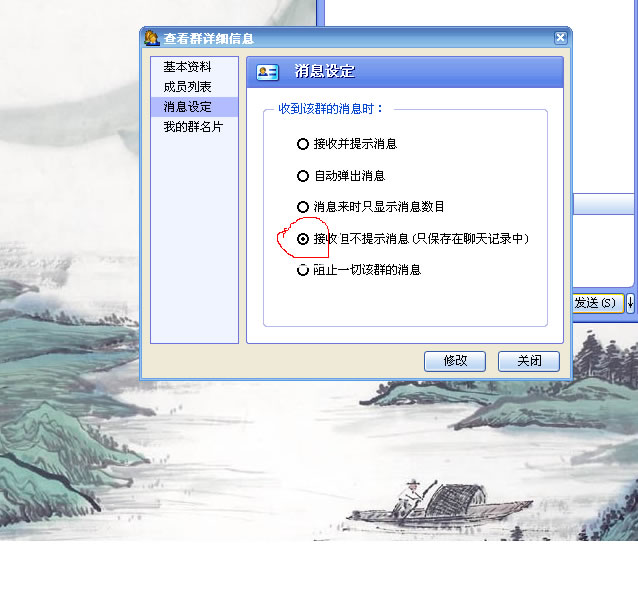 查看群详细信息
基本资料
成员列表
消息设定
我的群名片
消息设定
收到该群的消息时：
接收并提示消息
自动弹出消息
消息来时只显示消息数目
接收但不提示消息(只保存在聊天记录中)
阻止一切该群的消息
发送(S)
修改
关闭